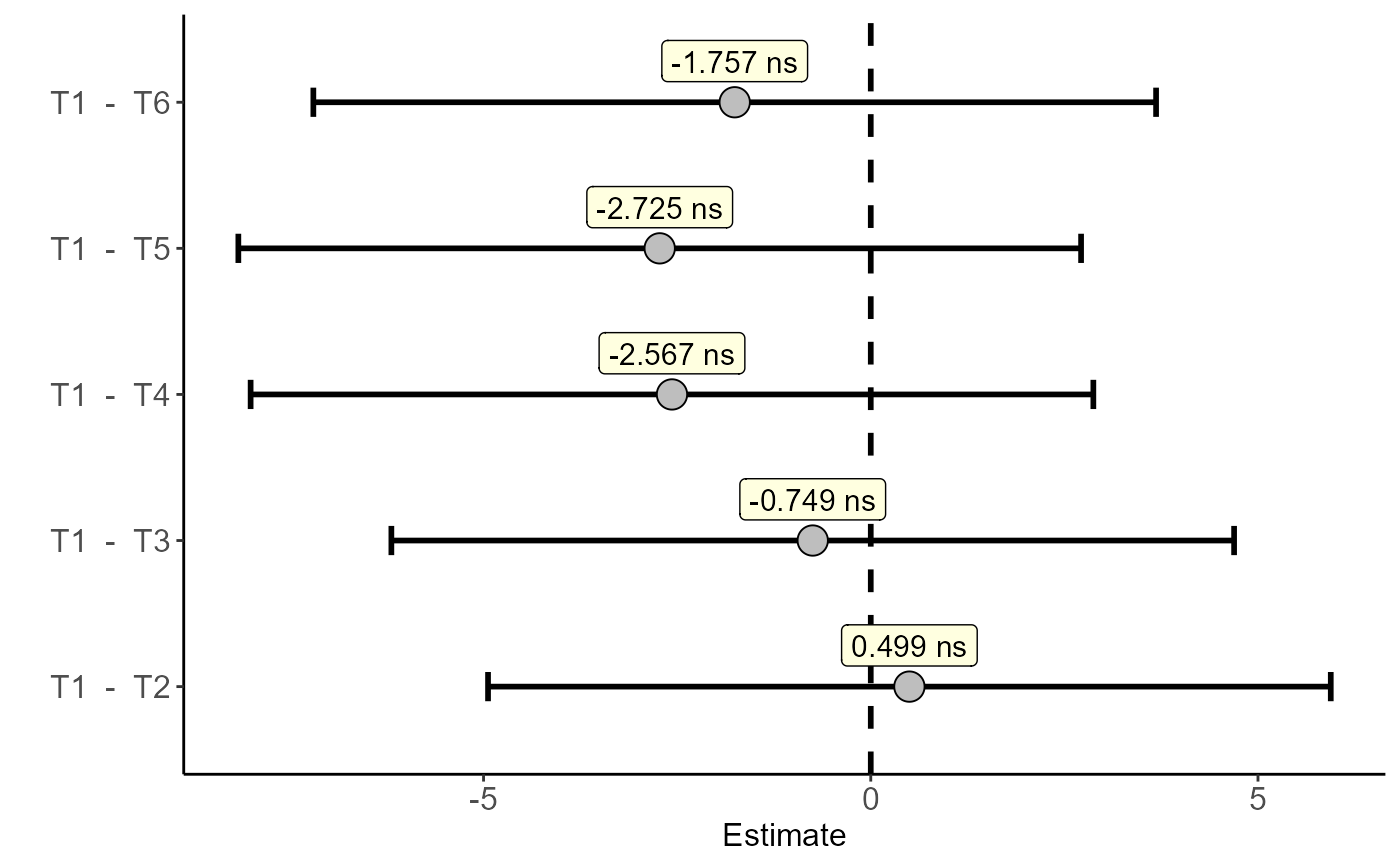 -1.757 ns
T1 - T6
-2.725 ns
T1 - T5
-2.567 ns
T1 - T4
-0.749 ns
T1 - T3
0.499 ns
T1 - T2
-5 0 5
Estimate